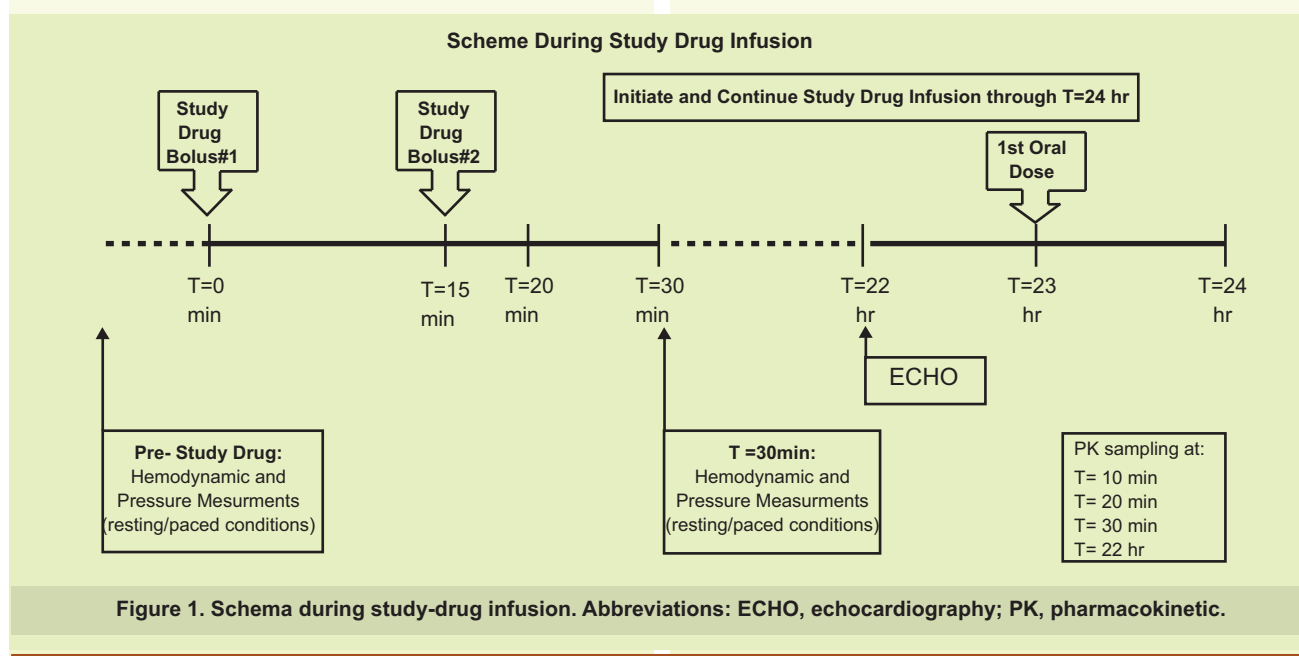 Scheme During Study Drug Infusion
Study
Drug
Bolus#1
Study
Drug
Bolus#2
Initiate and Continue Study Drug Infusion through T=24 hr
1st Oral
Dose
T=0
min
T=15
min
T=20
min
T=30
min
T=22
hr
T=23
hr
T=24
hr
ECHO
Pre- Study Drug:
Hemodynamic and
Pressure Mesurments
(resting/paced conditions)
T =30min:
Hemodynamic and
Pressure Measurments
(resting/paced conditions)
PK sampling at:
T= 10 min
T= 20 min
T= 30 min
T= 22 hr
Figure 1. Schema during study-drug infusion. Abbreviations: ECHO, echocardiography; PK, pharmacokinetic.